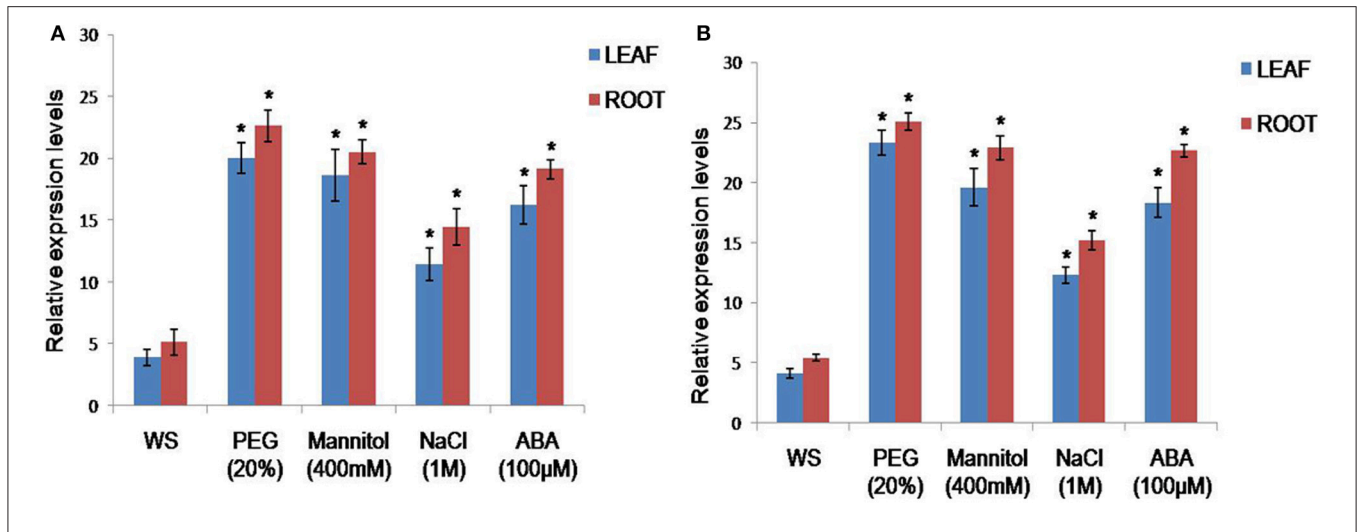 A
30
25
20
15
10
5
0
Relative exprssion levels
LEAF
ROOT
* * * * * * * *
WS PEG Mannitol NaCl ABA
(20%) (400mM) (1M) (100µM)
B
30
25
20
15
10
5
0
Relative expression levels
LEAF
ROOT
* * * * * * * *
WS PEG Mannitol NaCl ABA
(20%) (400mM) (1M) (100µM)